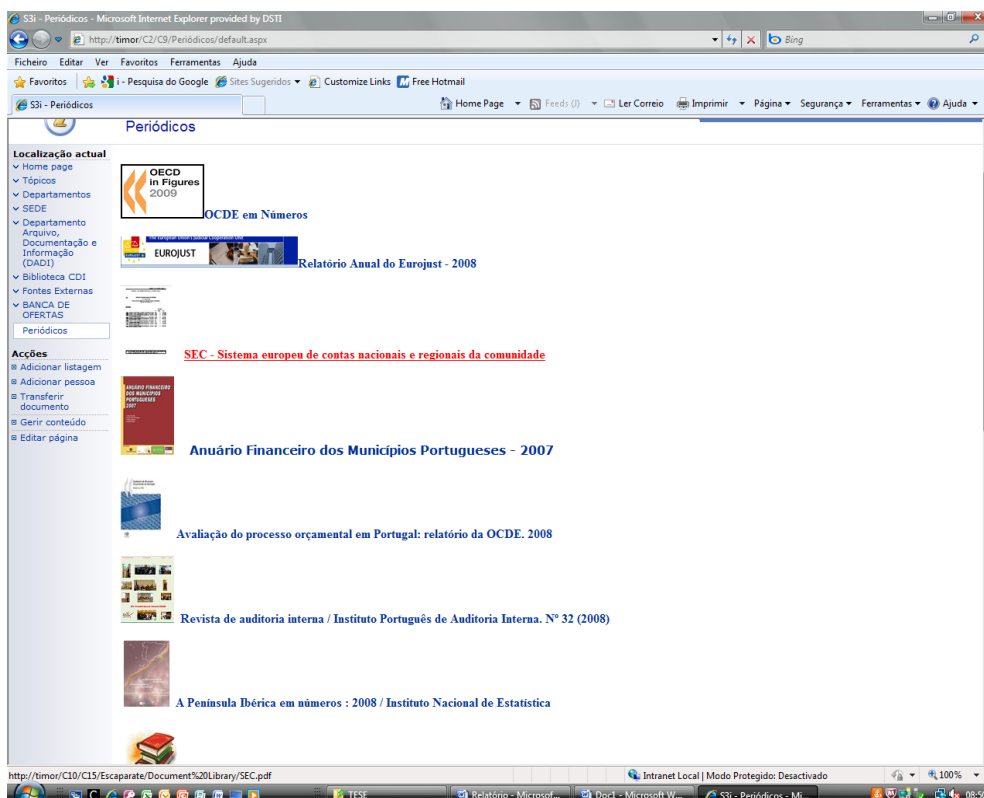 S3i - Periódicos - Microsoft Internet Explorer provided by DSTI
http://timor/C2/C9/Periódicos/default.aspx
Bing
Ficheiro Editar Ver Favoritos Ferramentas Ajuda
Favoritos i - Pesquisa do Google Sites Sugeridos Customize Links Free Hotmail
S3i - Periódicos
Home Page Feeds (J) Ler Correio Imprimir Página Segurança Ferramentas Ajuda
Periódicos
Localização actual
Home page
Tópicos
Departamentos
SEDE
Departamento
Arquivo,
Documentação e
Informação
(DADI)
Biblioteca CDI
Fontes Externas
BANCA DE
OFERTAS
Periódicos
Acções
Adicionar listagem
Adicionar pessoa
Transferir
documento
Gerir conteúdo
Editar página
OECD
in Figures
2009
OCDE em Números
EUROJUST
Relatório Anual do Eurojust - 2008
SEC - Sistema europeu de contas nacionais e regionais da comunidade
ANUÁRIO FINANCEIRO
DOS MUNICÍPIOS
PORTUGUESES
2007
Anuário Financeiro dos Municípios Portugueses - 2007
Avaliação do processo orçamental em Portugal: relatório da OCDE. 2008
Revista de auditoria interna / Instituto Português de Auditoria Interna. Nº 32 (2008)
A Península Ibérica em números : 2008 / Instituto Nacional de Estatística
http://timor/C10/C15/Escaparate/Document%20Library/SEC.pdf
Intranet Local | Modo Protegido: Desactivado
100%
TESE
Relatório - Microsof...
Doc1 - Microsoft W...
S3i - Periódicos - Mi...
08:50